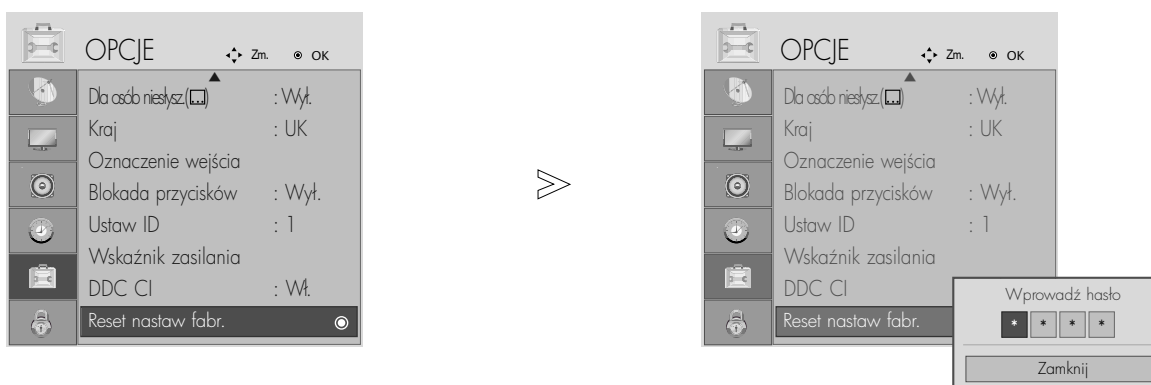 OPCJE Zm. OK
Dla osób niesłysz.( ) : Wył.
Kraj : UK
Oznaczenie wejścia
Blokada przycisków : Wył.
Ustaw ID : 1
Wskaźnik zasilania
DDC CI : Wł.
Reset nastaw fabr.
OPCJE Zm. OK
Dla osób niesłysz.( ) : Wył.
Kraj : UK
Oznaczenie wejścia
Blokada przycisków : Wył.
Ustaw ID : 1
Wskaźnik zasilania
DDC CI
Reset nastaw fabr.
Wprowadź hasło
* * * *
Zamknij